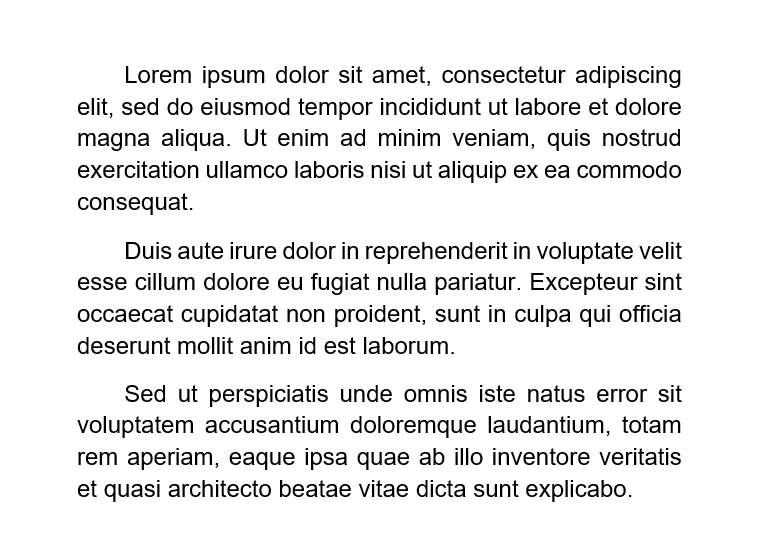 Lorem ipsum dolor sit amet, consectetur adipiscing
elit, sed do eiusmod tempor incididunt ut labore et dolore
magna aliqua. Ut enim ad minim veniam, quis nostrud
exercitation ullamco laboris nisi ut aliquip ex ea commodo
consequat.
Duis aute irure dolor in reprehenderit in voluptate velit
esse cillum dolore eu fugiat nulla pariatur. Excepteur sint
occaecat cupidatat non proident, sunt in culpa qui officia
deserunt mollit anim id est laborum.
Sed ut perspiciatis unde omnis iste natus error sit
voluptatem accusantium doloremque laudantium, totam
rem aperiam, eaque ipsa quae ab illo inventore veritatis
et quasi architecto beatae vitae dicta sunt explicabo.